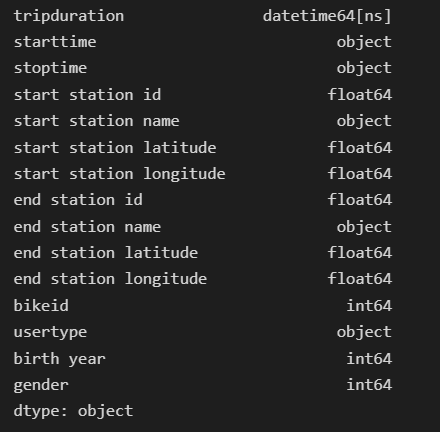 tripduration datetime64[ns]
starttime object
stoptime object
start station id float64
start station name object
start station latitude float64
start station longitude float64
end station id float64
end station name object
end station latitude float64
end station longitude float64
bikeid int64
usertype object
birth year int64
gender int64
dtype: object